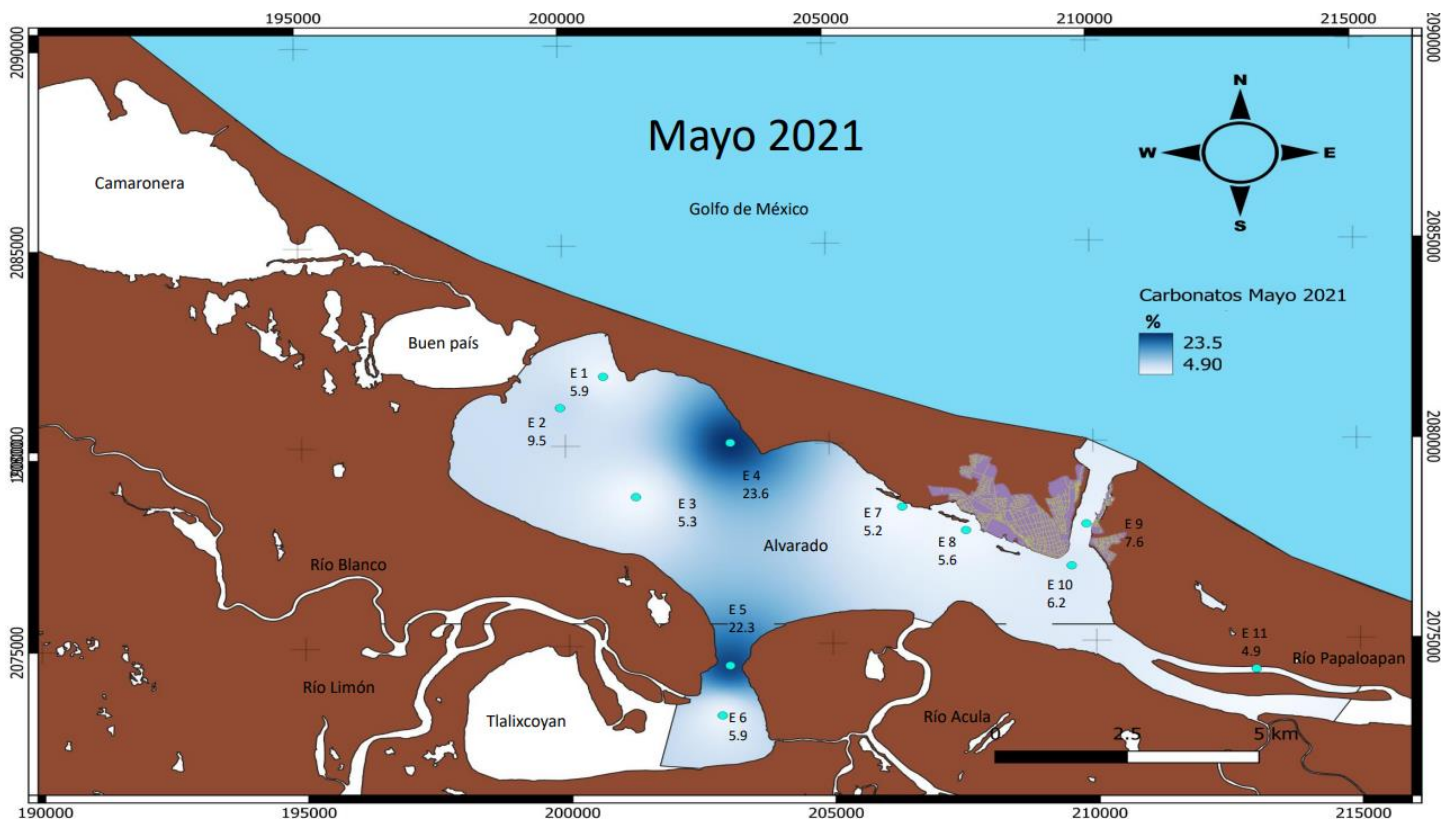 195000
200000
205000
210000
215000
2090000
2090000
Mayo 2021
N
W
E
S
Camaronera
Golfo de México
2085000
2085000
Carbonatos Mayo 2021
%
23.5
4.90
Buen país
E 1
5.9
E 2
9.5
2080000
E 4
23.6
E 3
5.3
E 7
5.2
E 8
5.6
E 9
7.6
Alvarado
Río Blanco
E 10
6.2
E 5
22.3
E 11
4.9
2075000
2075000
Río Papaloapan
Río Limón
Tlalixcoyan
E 6
5.9
Río Acula
0
2.5
5 km
190000
195000
200000
205000
210000
215000